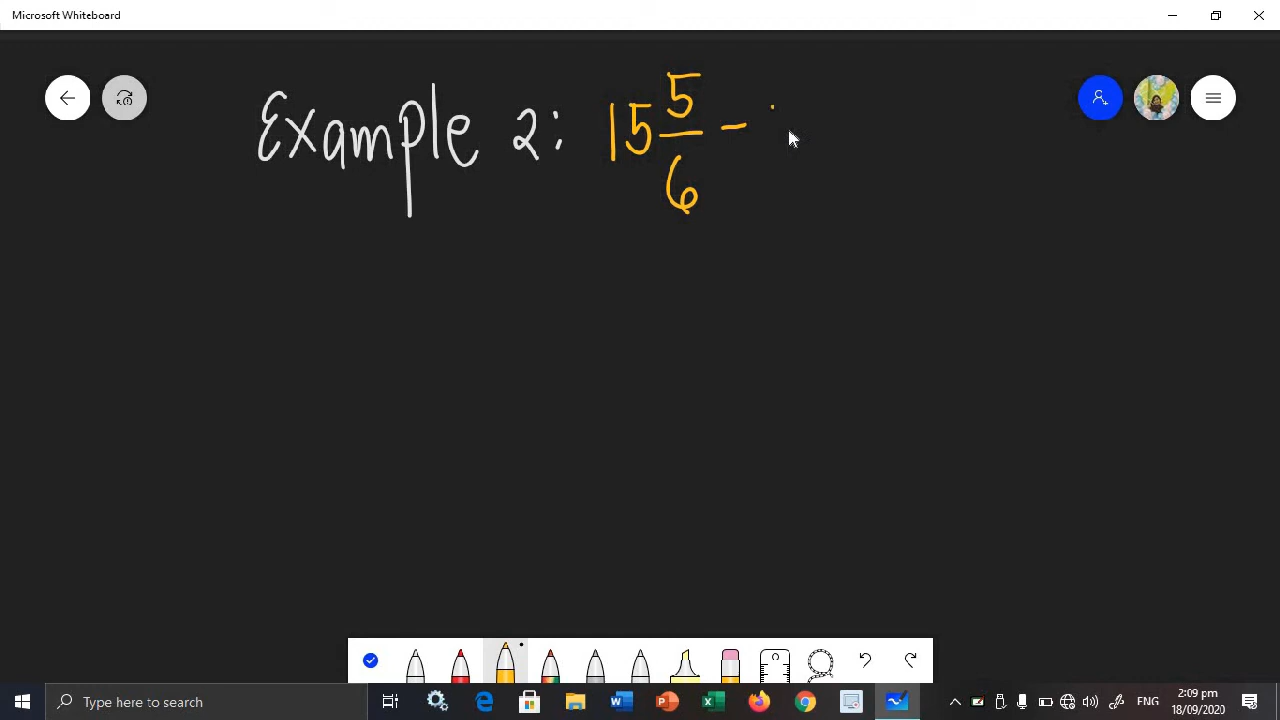 Microsoft Whiteboard
Example 2: 15 5/6 -
Type here to search
ENG
2:09 pm
18/09/2020